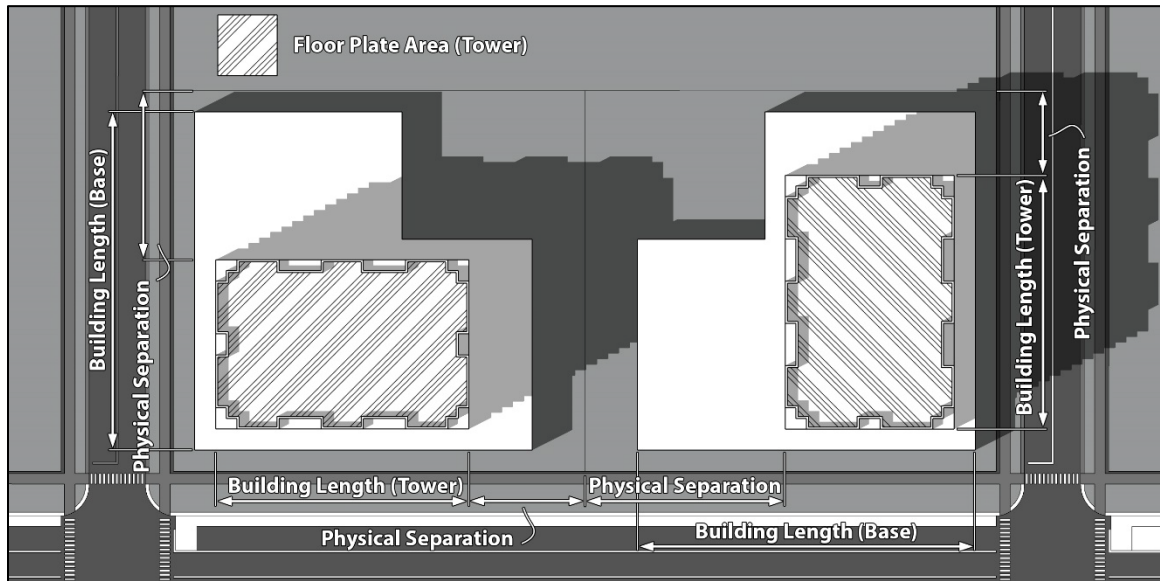 Floor Plate Area (Tower)
Building Length (Base)
Physical Separation
Physical Separation
Building Length (Tower)
Building Length (Tower)
Physical Separation
Physical Separation
Building Length (Base)